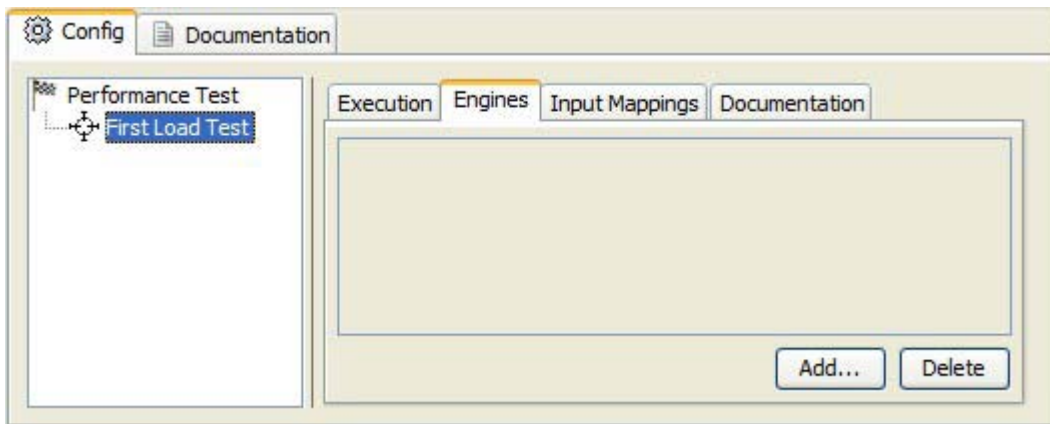 Config Documentation
Performance Test
First Load Test
Execution Engines Input Mappings Documentation
Add... Delete